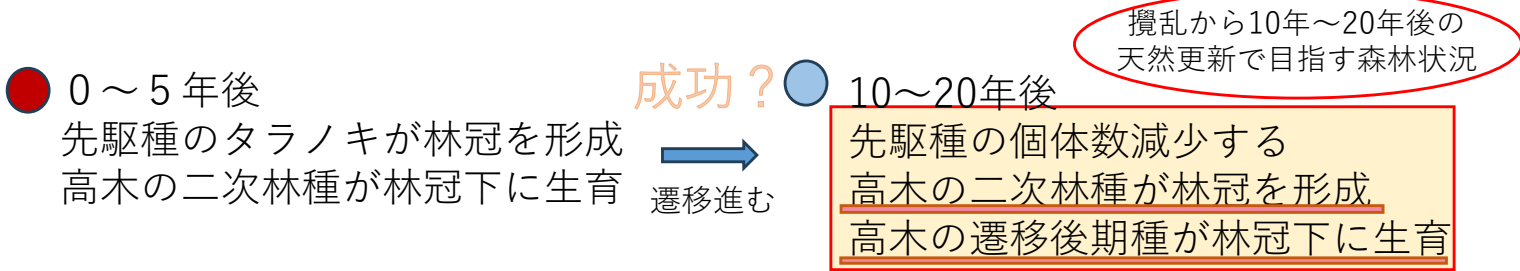 攪乱から10年～20年後の
天然更新で目指す森林状況
０～５年後
先駆種のタラノキが林冠を形成
高木の二次林種が林冠下に生育
成功？
遷移進む
10～20年後
先駆種の個体数減少する
高木の二次林種が林冠を形成
高木の遷移後期種が林冠下に生育